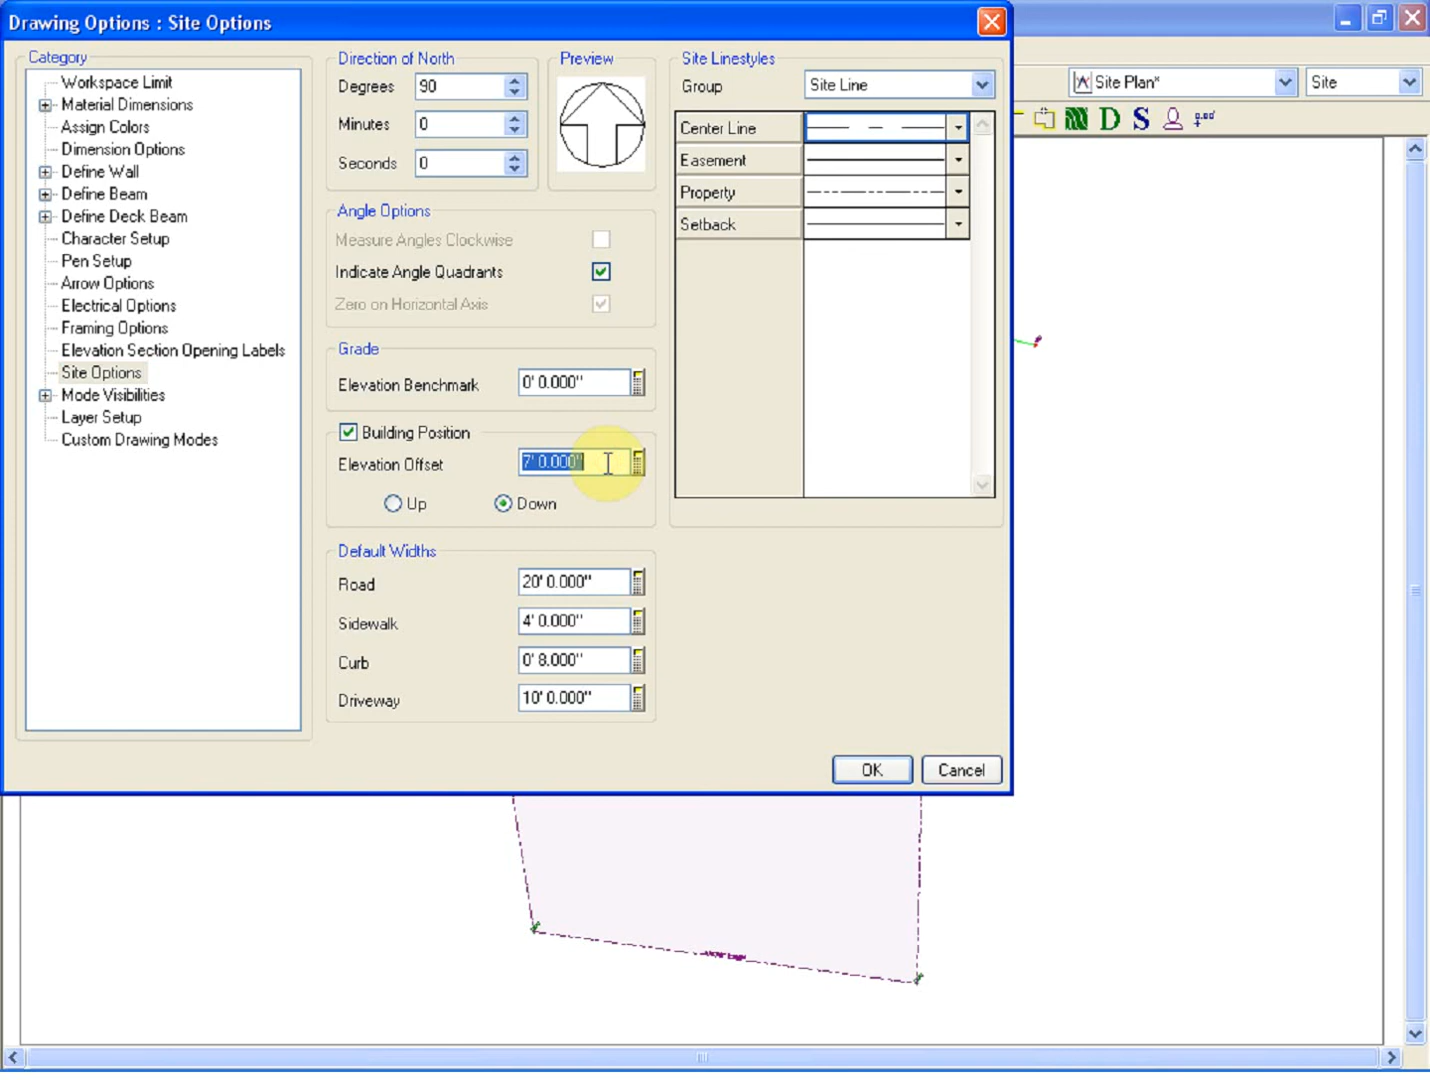 Drawing Options : Site Options
Category
Workspace Limit
Material Dimensions
Assign Colors
Dimension Options
Define Wall
Define Beam
Define Deck Beam
Character Setup
Pen Setup
Arrow Options
Electrical Options
Framing Options
Elevation Section Opening Labels
Site Options
Mode Visibilities
Layer Setup
Custom Drawing Modes
Direction of North
Degrees 90
Minutes 0
Seconds 0
Preview
Angle Options
Measure Angles Clockwise
Indicate Angle Quadrants
Zero on Horizontal Axis
Grade
Elevation Benchmark 0' 0.000"
Building Position
Elevation Offset 7' 0.000"
Up Down
Default Widths
Road 20' 0.000"
Sidewalk 4' 0.000"
Curb 0' 8.000"
Driveway 10' 0.000"
Site Linestyles
Group Site Line
Center Line
Easement
Property
Setback
OK Cancel
Site Plan* Site
D S